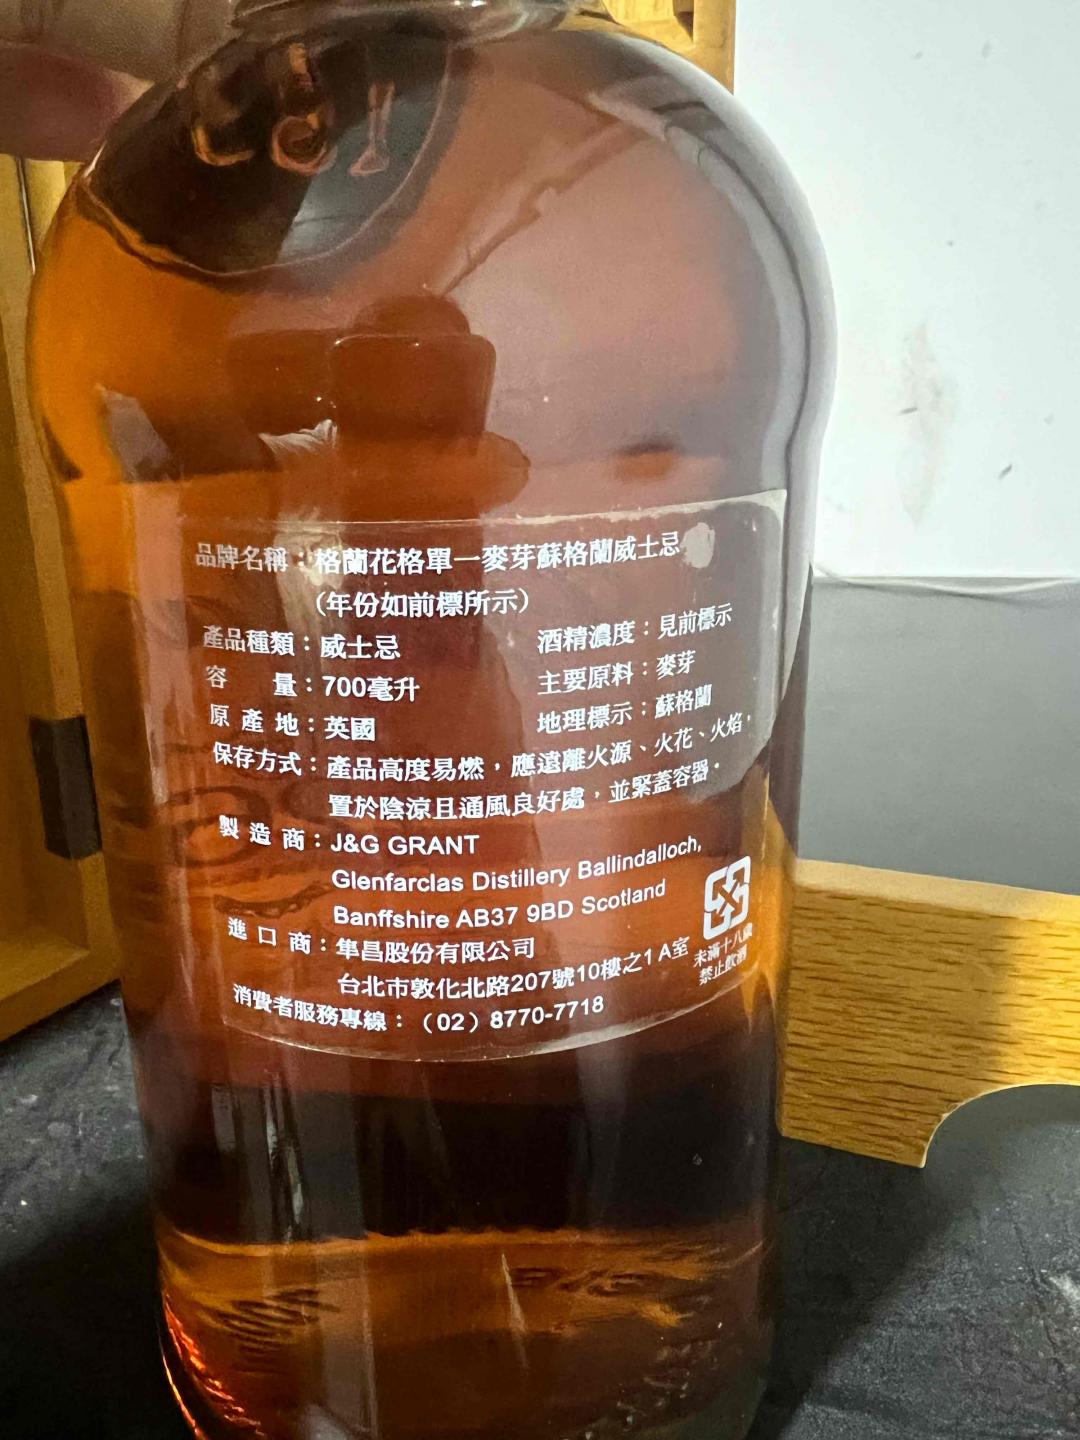 品牌名稱：格蘭花格單一麥芽蘇格蘭威士忌
（年份如前標所示）
產品種類：威士忌
酒精濃度：見前標示
容 量：700毫升
主要原料：麥芽
原產地：英國
地理標示：蘇格蘭
保存方式：產品高度易燃，應遠離火源、火花、火焰，
置於陰涼且通風良好處，並緊蓋容器。
製造商：J&G GRANT
Glenfarclas Distillery Ballindalloch,
Banffshire AB37 9BD Scotland
進口商：隼昌股份有限公司
台北市敦化北路207號10樓之1 A室
消費者服務專線：（02）8770-7718
未滿十八歲
禁止飲酒